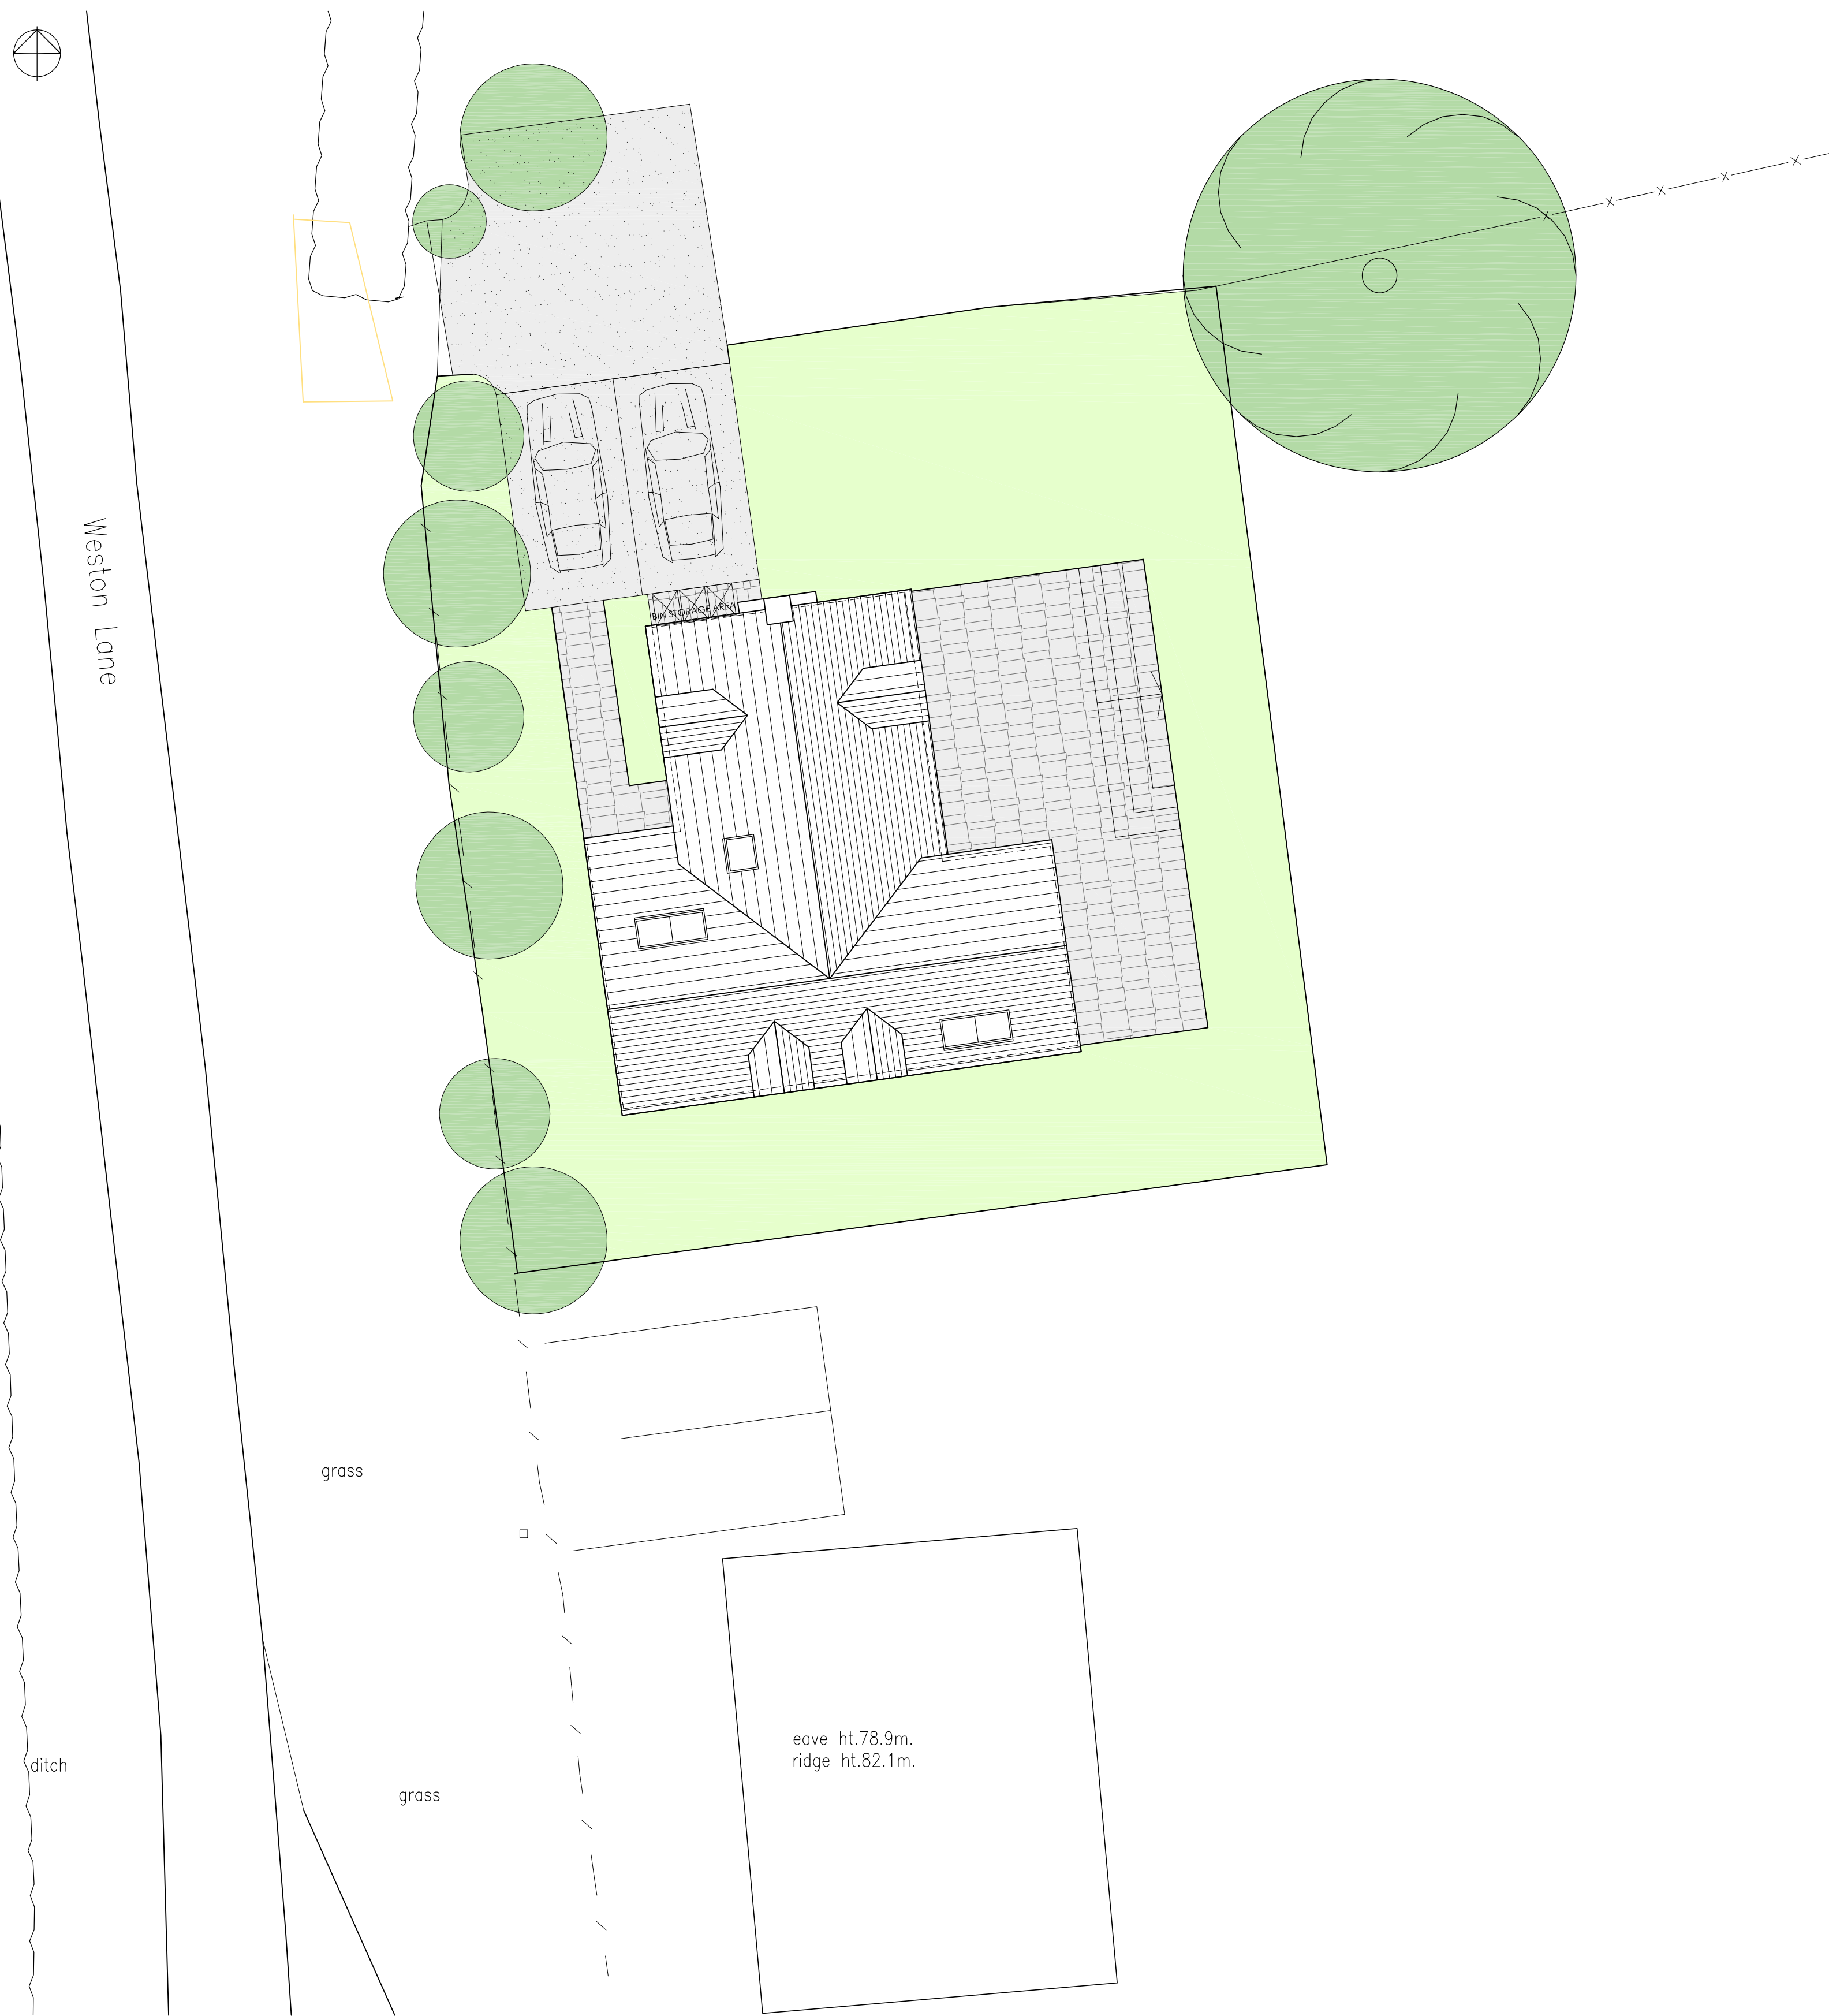 Weston Lane
BIN STORAGE AREA
grass
eave ht.78.9m.
ridge ht.82.1m.
ditch
grass